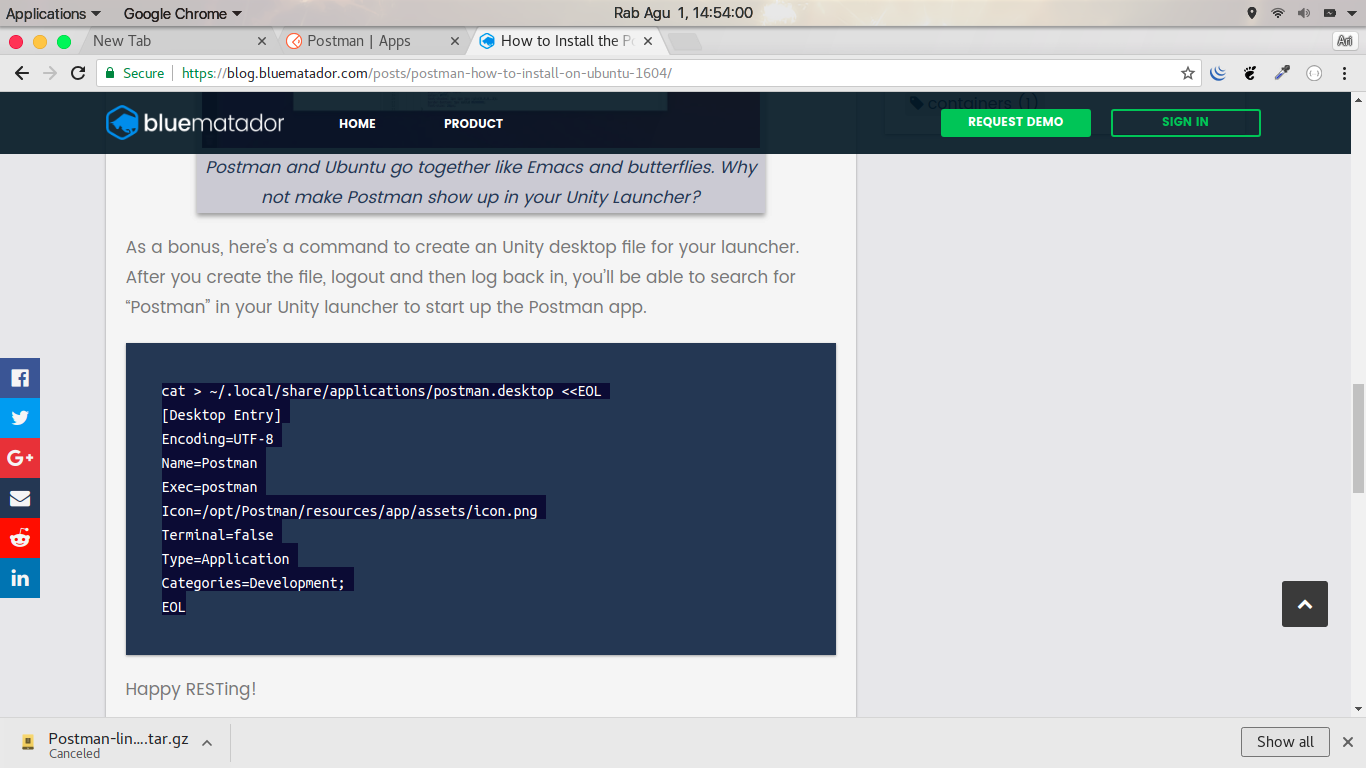 Applications Google Chrome Rab Agu 1, 14:54:00
New Tab Postman | Apps How to Install the Po Ari
Secure https://blog.bluematador.com/posts/postman-how-to-install-on-ubuntu-1604/
containers (1)
bluematador HOME PRODUCT REQUEST DEMO SIGN IN
Postman and Ubuntu go together like Emacs and butterflies. Why
not make Postman show up in your Unity Launcher?
As a bonus, here's a command to create an Unity desktop file for your launcher.
After you create the file, logout and then log back in, you'll be able to search for
“Postman” in your Unity launcher to start up the Postman app.
cat > ~/.local/share/applications/postman.desktop <<EOL
[Desktop Entry]
Encoding=UTF-8
Name=Postman
Exec=postman
Icon=/opt/Postman/resources/app/assets/icon.png
Terminal=false
Type=Application
Categories=Development;
EOL
Happy RESTing!
Postman-lin....tar.gz
Canceled
Show all